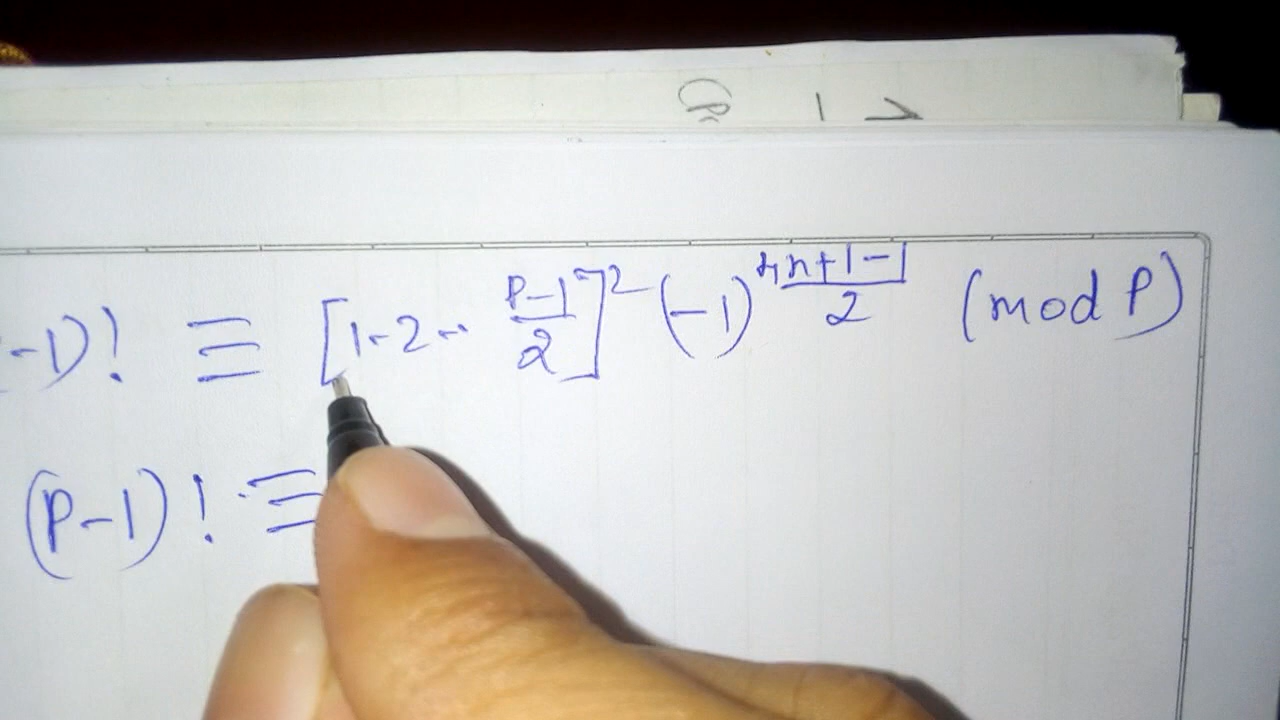 -1)! ≡ [1·2·· (p-1)/2]² (-1)^((4n+1-1)/2) (mod P)
(P-1)! ≡